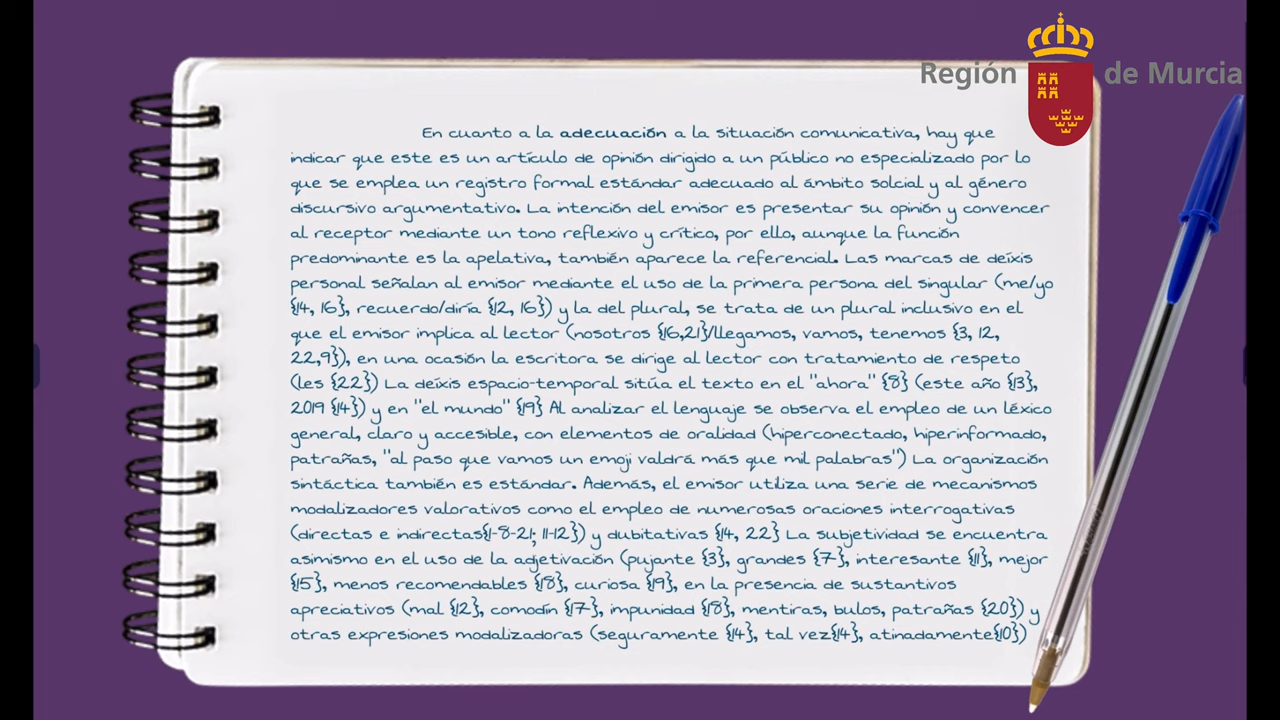 Región de Murcia
En cuanto a la adecuación a la situación comunicativa, hay que
indicar que este es un artículo de opinión dirigido a un público no especializado por lo
que se emplea un registro formal estándar adecuado al ámbito solcial y al género
discursivo argumentativo. La intención del emisor es presentar su opinión y convencer
al receptor mediante un tono reflexivo y crítico, por ello, aunque la función
predominante es la apelativa, también aparece la referencial. Las marcas de deíxis
personal señalan al emisor mediante el uso de la primera persona del singular (me/yo
{14, 16}, recuerdo/diría {12, 16}) y la del plural, se trata de un plural inclusivo en el
que el emisor implica al lector (nosotros {16,21}/llegamos, vamos, tenemos {3, 12,
22,9}), en una ocasión la escritora se dirige al lector con tratamiento de respeto
(les {22}) La deíxis espacio-temporal sitúa el texto en el "ahora" {8} (este año {13},
2019 {14}) y en "el mundo" {19} Al analizar el lenguaje se observa el empleo de un léxico
general, claro y accesible, con elementos de oralidad (hiperconectado, hiperinformado,
patrañas, "al paso que vamos un emoji valdrá más que mil palabras") La organización
sintáctica también es estándar. Además, el emisor utiliza una serie de mecanismos
modalizadores valorativos como el empleo de numerosas oraciones interrogativas
(directas e indirectas{1-8-21; 11-12}) y dubitativas {14, 22} La subjetividad se encuentra
asimismo en el uso de la adjetivación (pujante {3}, grandes {7}, interesante {11}, mejor
{15}, menos recomendables {18}, curiosa {19}, en la presencia de sustantivos
apreciativos (mal {12}, comodín {17}, impunidad {18}, mentiras, bulos, patrañas {20}) y
otras expresiones modalizadoras (seguramente {14}, tal vez{14}, atinadamente{10})